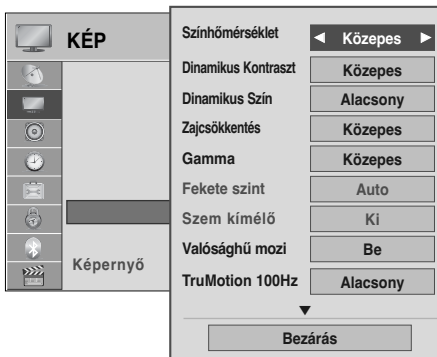 KÉP
Képernyő
Színhőmérséklet Közepes
Dinamikus Kontraszt Közepes
Dinamikus Szín Alacsony
Zajcsökkentés Közepes
Gamma Közepes
Fekete szint Auto
Szem kímélő Ki
Valósághű mozi Be
TruMotion 100Hz Alacsony
Bezárás